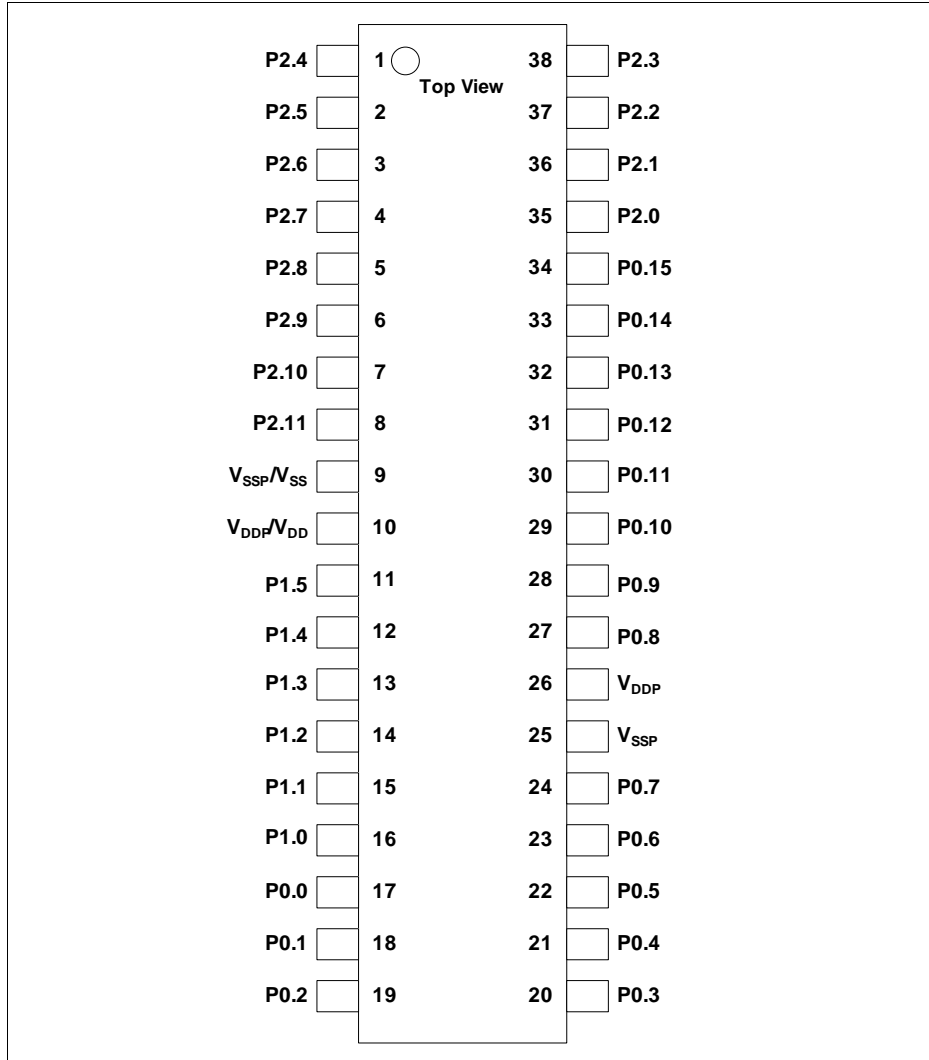 P2.4 1 38 P2.3
Top View
P2.5 2 37 P2.2
P2.6 3 36 P2.1
P2.7 4 35 P2.0
P2.8 5 34 P0.15
P2.9 6 33 P0.14
P2.10 7 32 P0.13
P2.11 8 31 P0.12
VSSP/VSS 9 30 P0.11
VDDP/VDD 10 29 P0.10
P1.5 11 28 P0.9
P1.4 12 27 P0.8
P1.3 13 26 VDDP
P1.2 14 25 VSSP
P1.1 15 24 P0.7
P1.0 16 23 P0.6
P0.0 17 22 P0.5
P0.1 18 21 P0.4
P0.2 19 20 P0.3